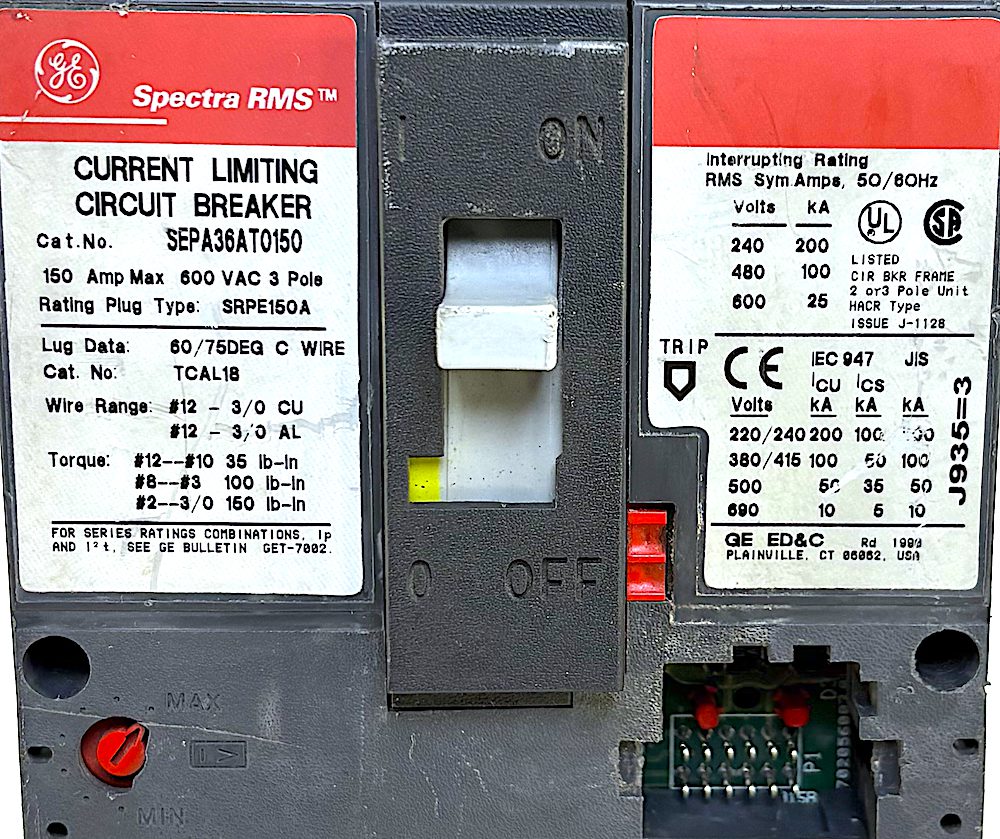 GE
Spectra RMS™
CURRENT LIMITING
CIRCUIT BREAKER
Cat.No. SEPA36AT0150
150 Amp Max 600 VAC 3 Pole
Rating Plug Type: SRPE150A
Lug Data: 60/75DEG C WIRE
Cat. No: TCAL18
Wire Range: #12 - 3/0 CU
#12 - 3/0 AL
Torque: #12--#10 35 lb-in
#8--#3 100 lb-in
#2--3/0 150 lb-in
FOR SERIES RATINGS COMBINATIONS, Ip
AND I²t, SEE GE BULLETIN GET-7002.
I ON
O OFF
Interrupting Rating
RMS Sym.Amps, 50/60Hz
Volts kA
240 200
480 100
600 25
UL
SA
LISTED
CIR BKR FRAME
2 or3 Pole Unit
HACR Type
ISSUE J-1128
TRIP
CE
IEC 947 JIS
ICU ICS
Volts kA kA kA
220/240 200 100
380/415 100 50 100
500 50 35 50
690 10 5 10
GE ED&C Rd
PLAINVILLE, CT 06062, USA
J935=3
MAX
I >
MIN
P1